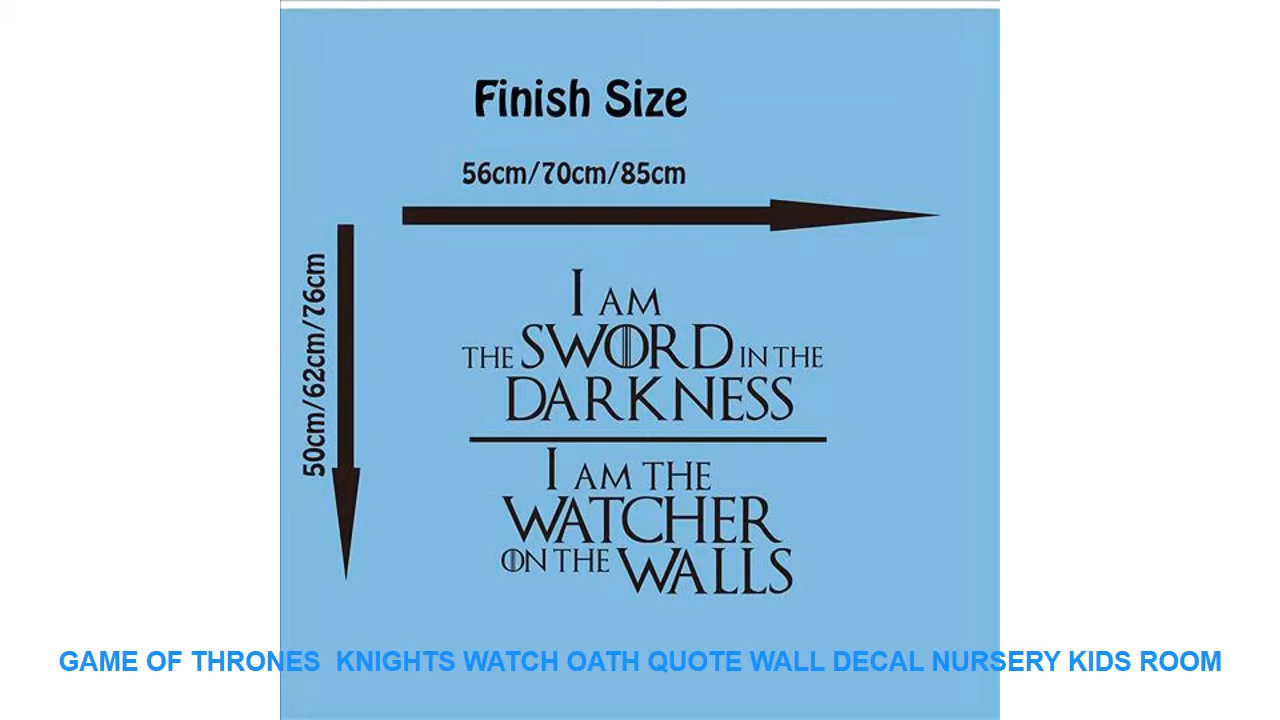 Finish Size
56cm/70cm/85cm
50cm/62cm/76cm
I AM
THE SWORD IN THE
DARKNESS
I AM THE
WATCHER
ON THE WALLS
GAME OF THRONES  KNIGHTS WATCH OATH QUOTE WALL DECAL NURSERY KIDS ROOM